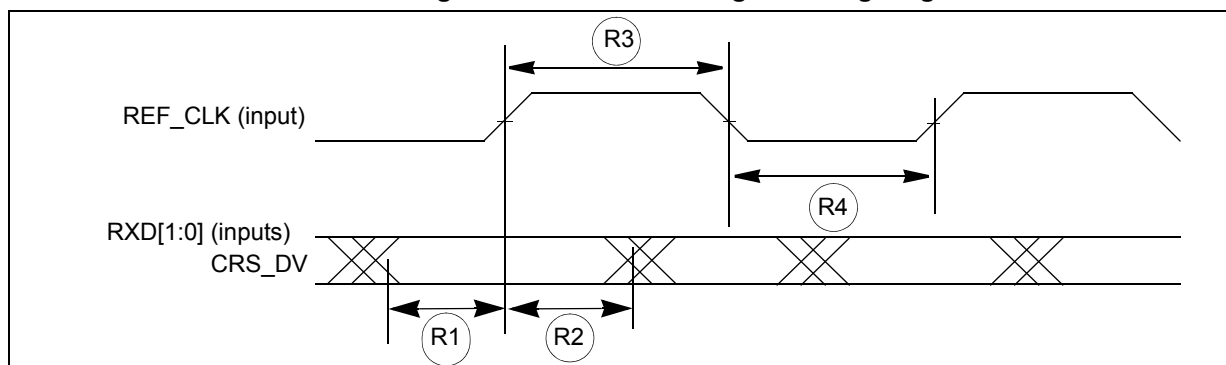 R3
REF_CLK (input)
R4
RXD[1:0] (inputs)
CRS_DV
R1
R2